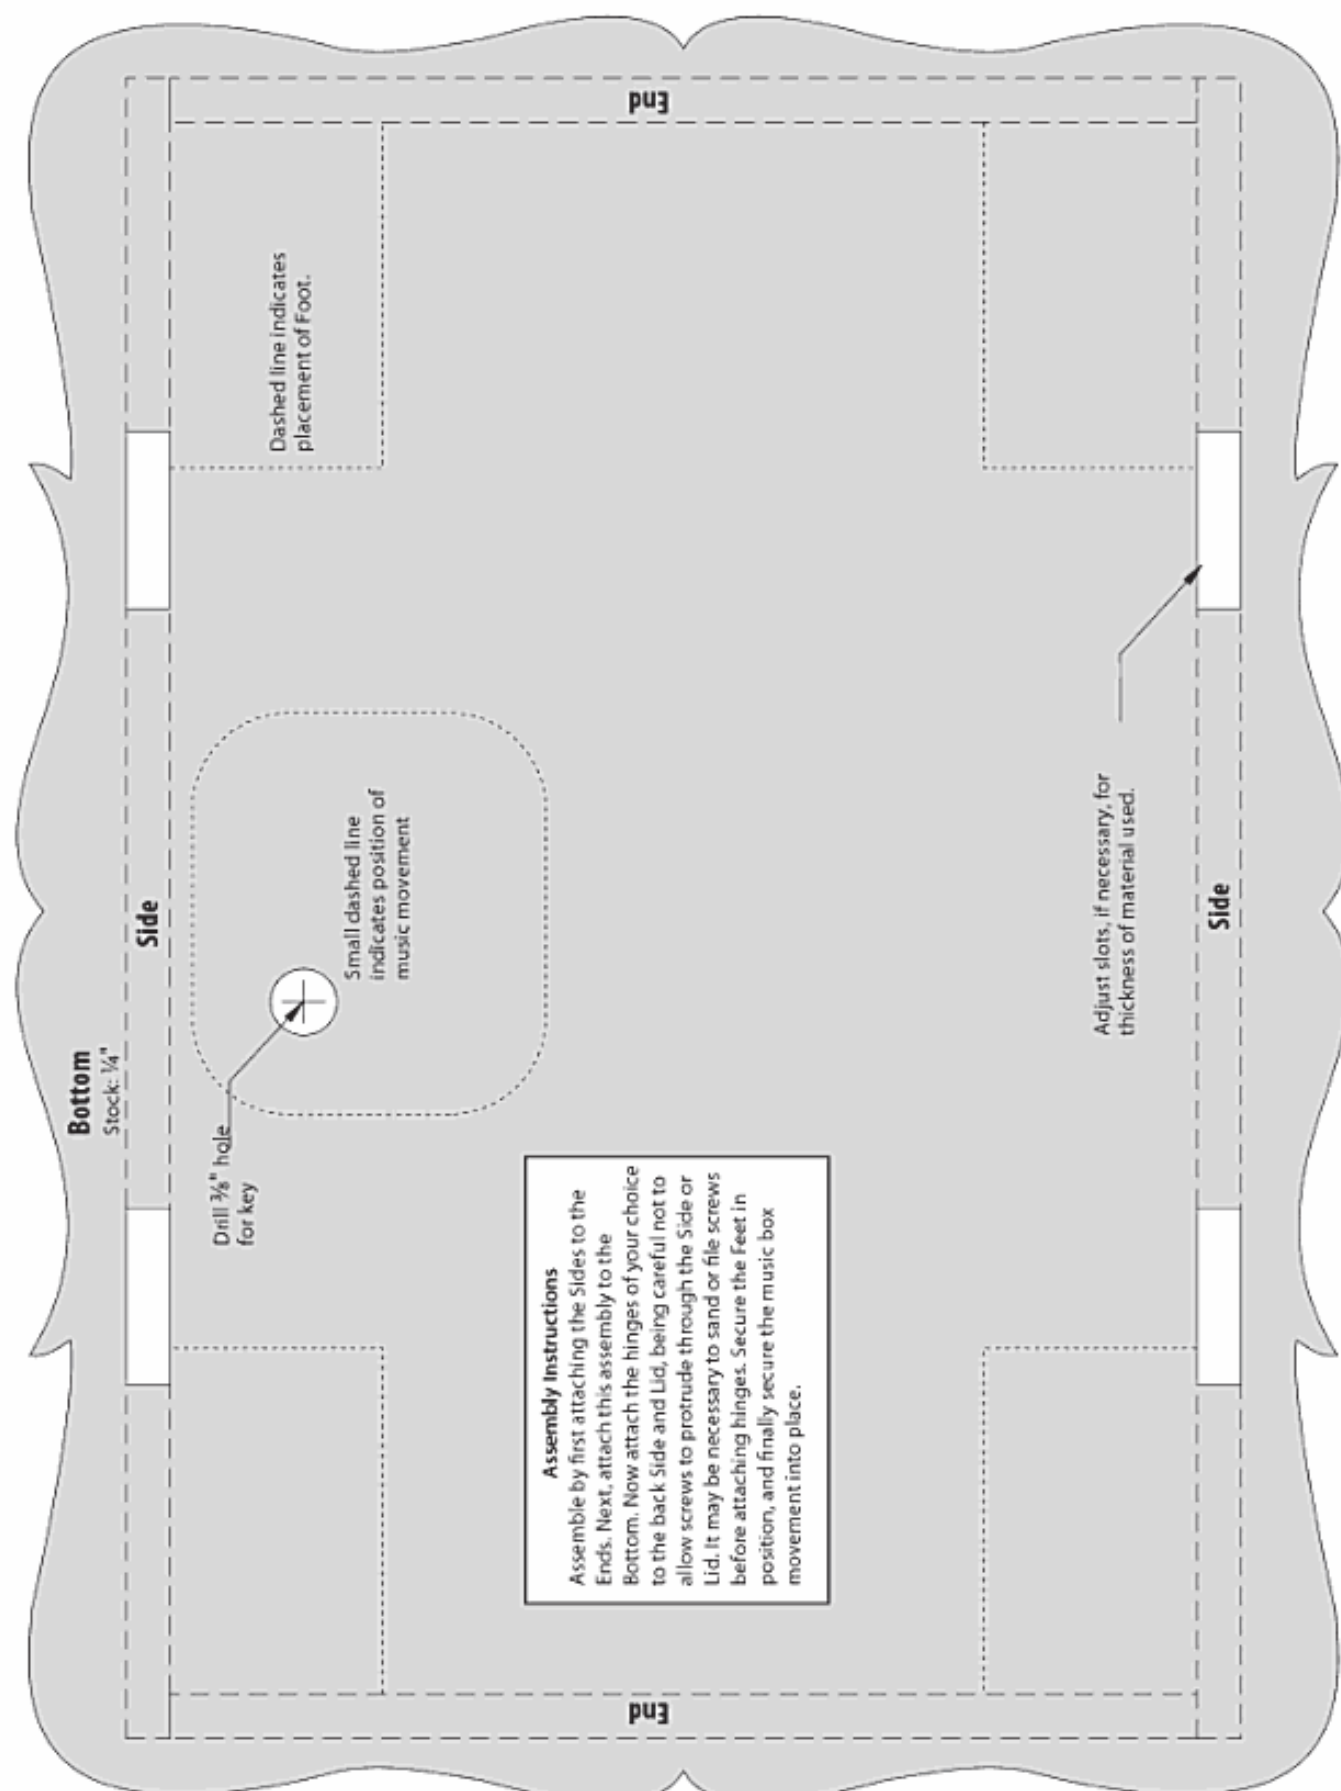 End
Dashed line indicates
placement of Foot.
Bottom
Stock: ¼"
Side
Drill ⅜" hole
for key
Small dashed line
indicates position of
music movement
Assembly Instructions
Assemble by first attaching the Sides to the
Ends. Next, attach this assembly to the
Bottom. Now attach the hinges of your choice
to the back Side and Lid, being careful not to
allow screws to protrude through the Side or
Lid. It may be necessary to sand or file screws
before attaching hinges. Secure the Feet in
position, and finally secure the music box
movement into place.
Adjust slots, if necessary, for
thickness of material used.
Side
End